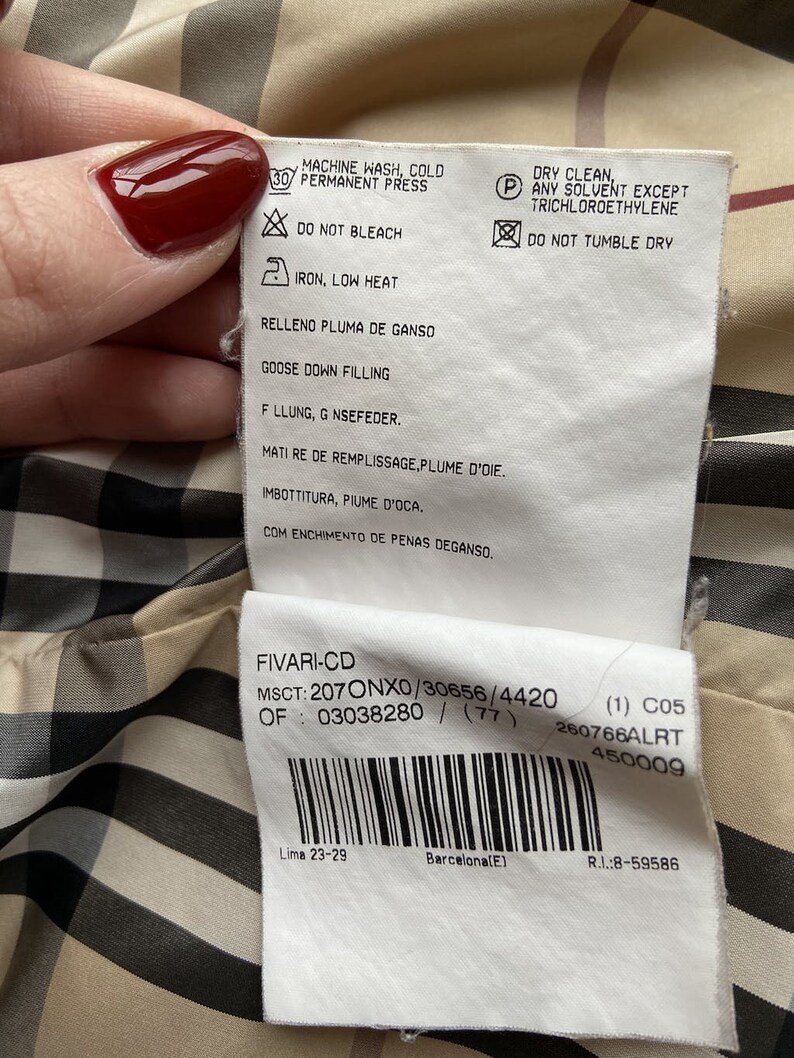 30
MACHINE WASH, COLD
PERMANENT PRESS
P
DRY CLEAN,
ANY SOLVENT EXCEPT
TRICHLOROETHYLENE
DO NOT BLEACH
DO NOT TUMBLE DRY
IRON, LOW HEAT
RELLENO PLUMA DE GANSO
GOOSE DOWN FILLING
F LLUNG, G NSEFEDER.
MATI RE DE REMPLISSAGE,PLUME D'OIE.
IMBOTTITURA, PIUME D'OCA.
COM ENCHIMENTO DE PENAS DEGANSO.
FIVARI-CD
MSCT: 207ONX0/30656/4420
(1) C05
OF : 03038280 / (77)
260766ALRT
450009
Lima 23-29 Barcelona(E) R.I.:8-59586